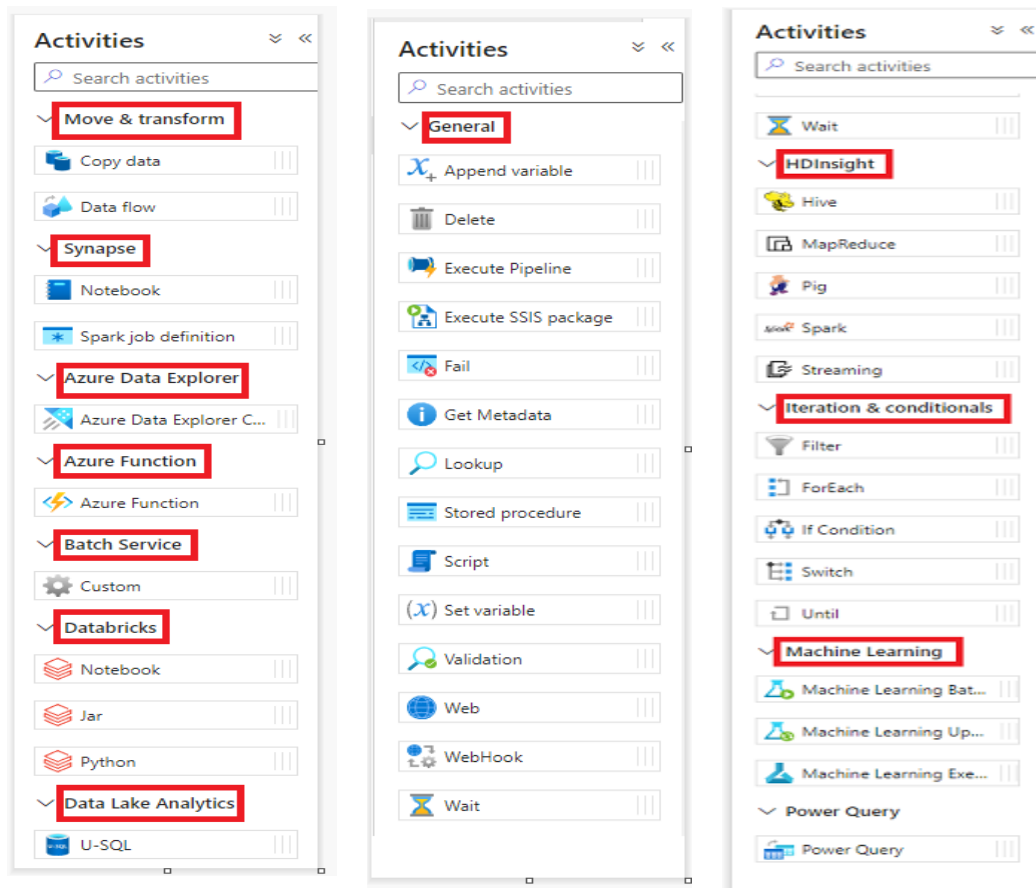 Activities
Search activities
Move & transform
Copy data
Data flow
Synapse
Notebook
Spark job definition
Azure Data Explorer
Azure Data Explorer C...
Azure Function
Azure Function
Batch Service
Custom
Databricks
Notebook
Jar
Python
Data Lake Analytics
U-SQL
Activities
Search activities
General
Append variable
Delete
Execute Pipeline
Execute SSIS package
Fail
Get Metadata
Lookup
Stored procedure
Script
(x) Set variable
Validation
Web
WebHook
Wait
Activities
Search activities
Wait
HDInsight
Hive
MapReduce
Pig
Spark
Streaming
Iteration & conditionals
Filter
ForEach
If Condition
Switch
Until
Machine Learning
Machine Learning Bat...
Machine Learning Up...
Machine Learning Exe...
Power Query
Power Query